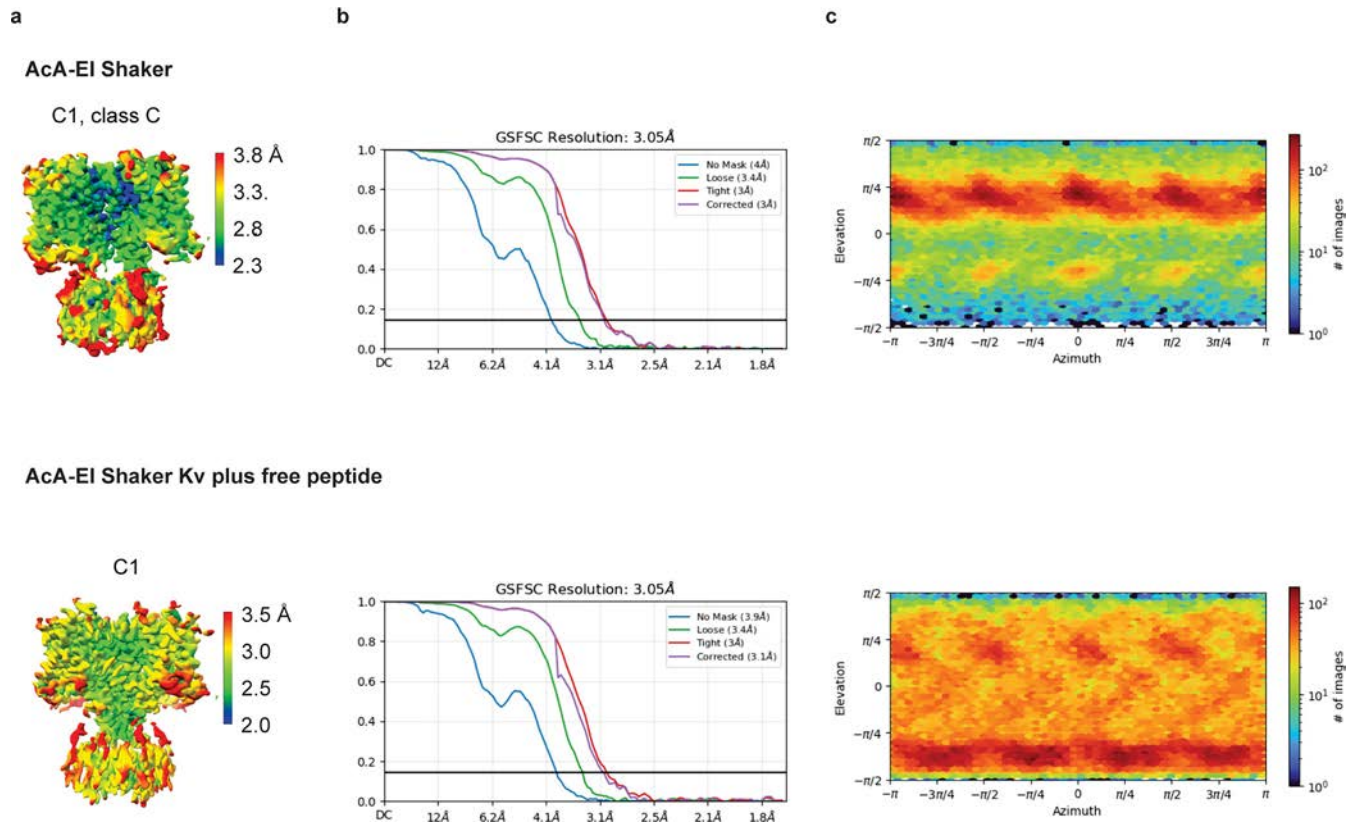 a
b
c
AcA-EI Shaker
C1, class C
3.8 Å
3.3.
2.8
2.3
GSFSC Resolution: 3.05Å
1.0
0.8
0.6
0.4
0.2
0.0
No Mask (4Å)
Loose (3.4Å)
Tight (3Å)
Corrected (3Å)
DC
12Å
6.2Å
4.1Å
3.1Å
2.5Å
2.1Å
1.8Å
π/2
π/4
0
−π/4
−π/2
Elevation
−π
−3π/4
−π/2
−π/4
0
π/4
π/2
3π/4
π
Azimuth
10²
10¹
10⁰
# of images
AcA-EI Shaker Kv plus free peptide
C1
3.5 Å
3.0
2.5
2.0
GSFSC Resolution: 3.05Å
1.0
0.8
0.6
0.4
0.2
0.0
No Mask (3.9Å)
Loose (3.4Å)
Tight (3Å)
Corrected (3.1Å)
DC
12Å
6.2Å
4.1Å
3.1Å
2.5Å
2.1Å
1.8Å
π/2
π/4
0
−π/4
−π/2
Elevation
−π
−3π/4
−π/2
−π/4
0
π/4
π/2
3π/4
π
Azimuth
10²
10¹
10⁰
# of images